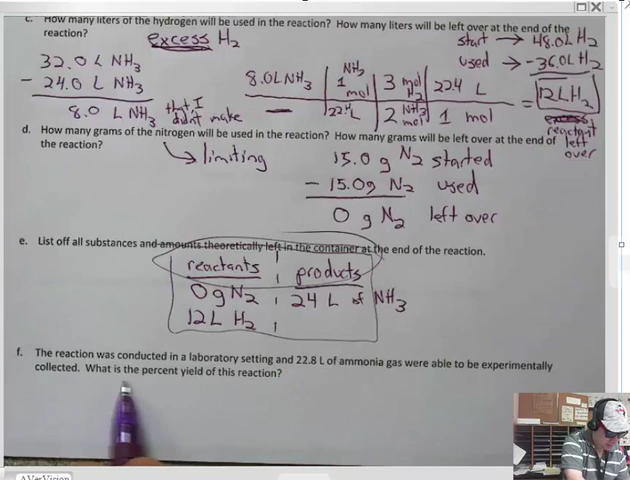 c. How many liters of the hydrogen will be used in the reaction? How many liters will be left over at the end of the
reaction?
excess H2
start → 48.0L H2
used → -36.0L H2
12L H2
excess
reactant
left
over
32.0 L NH3
- 24.0 L NH3
8.0 L NH3 that I
didn't make
8.0L NH3 | 1 mol NH3 | 3 mol H2 | 22.4 L
22.4L | 2 mol NH3 | 1 mol =
d. How many grams of the nitrogen will be used in the reaction? How many grams will be left over at the end of
the reaction?
limiting
15.0 g N2 started
- 15.0g N2 used
0 g N2 left over
e. List off all substances and amounts theoretically left in the container at the end of the reaction.
reactants products
0g N2 24 L of NH3
12L H2
f. The reaction was conducted in a laboratory setting and 22.8 L of ammonia gas were able to be experimentally
collected. What is the percent yield of this reaction?
AVerVision